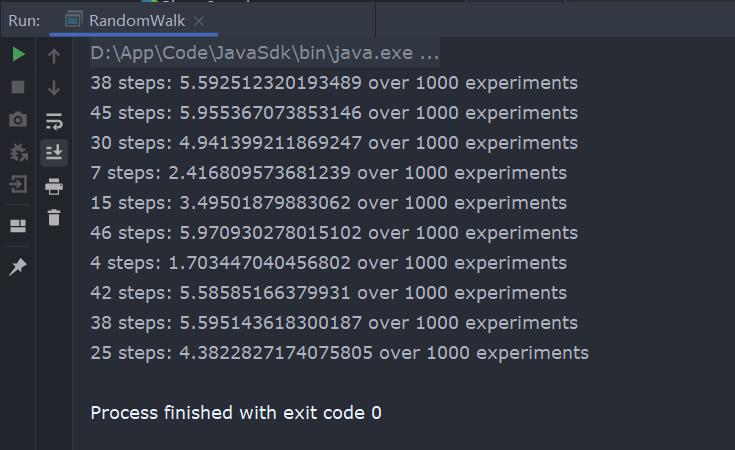 Run: RandomWalk
D:\App\Code\JavaSdk\bin\java.exe ...
38 steps: 5.592512320193489 over 1000 experiments
45 steps: 5.955367073853146 over 1000 experiments
30 steps: 4.941399211869247 over 1000 experiments
7 steps: 2.416809573681239 over 1000 experiments
15 steps: 3.49501879883062 over 1000 experiments
46 steps: 5.970930278015102 over 1000 experiments
4 steps: 1.703447040456802 over 1000 experiments
42 steps: 5.58585166379931 over 1000 experiments
38 steps: 5.595143618300187 over 1000 experiments
25 steps: 4.3822827174075805 over 1000 experiments
Process finished with exit code 0